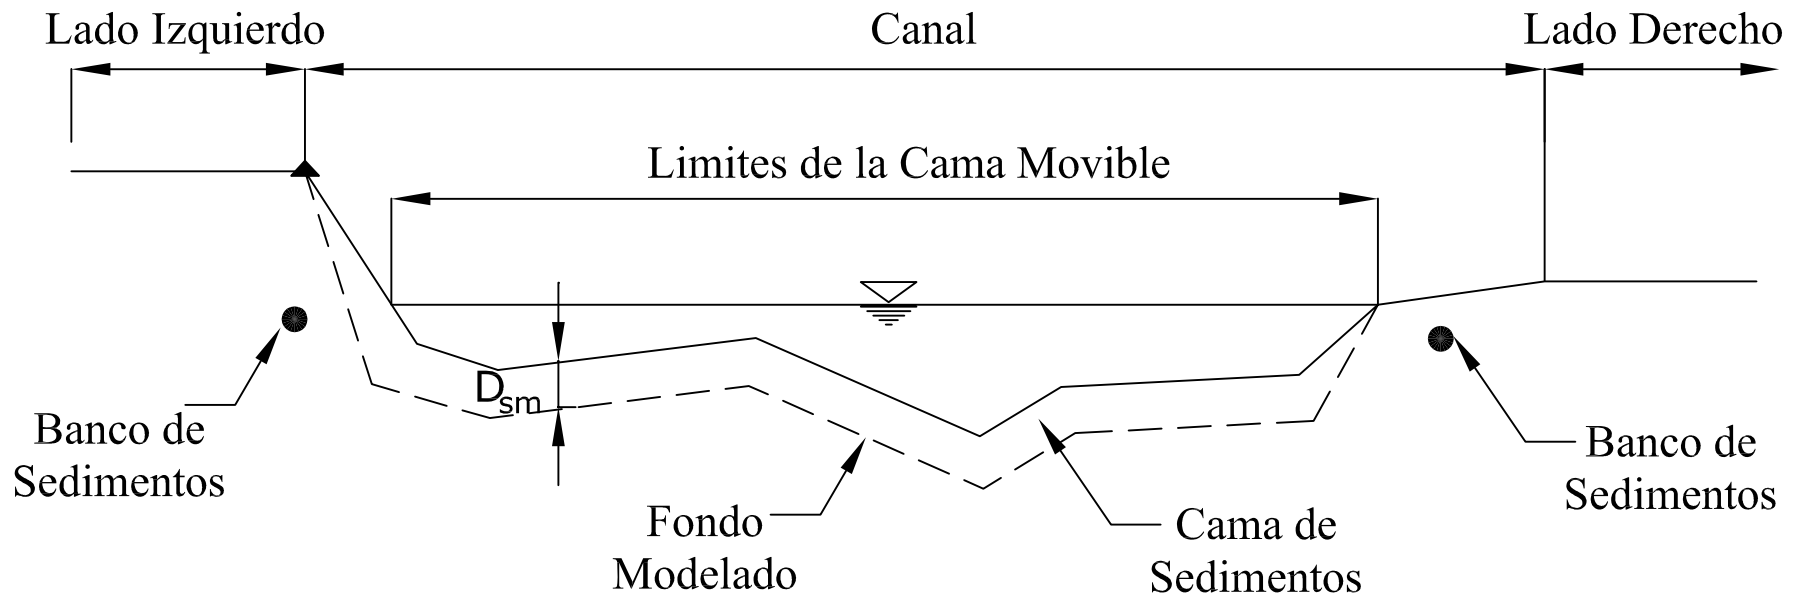 Lado Izquierdo
Canal
Lado Derecho
Limites de la Cama Movible
Dsm
Banco de
Sedimentos
Fondo
Modelado
Cama de
Sedimentos
Banco de
Sedimentos